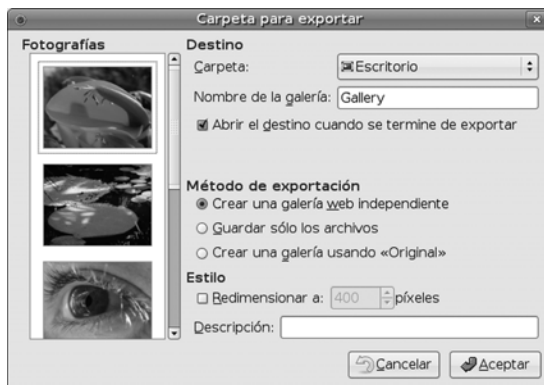 Carpeta para exportar
Fotografías
Destino
Carpeta:
Escritorio
Nombre de la galería:
Gallery
Abrir el destino cuando se termine de exportar
Método de exportación
Crear una galería web independiente
Guardar sólo los archivos
Crear una galería usando «Original»
Estilo
Redimensionar a:
400
píxeles
Descripción:
Cancelar
Aceptar